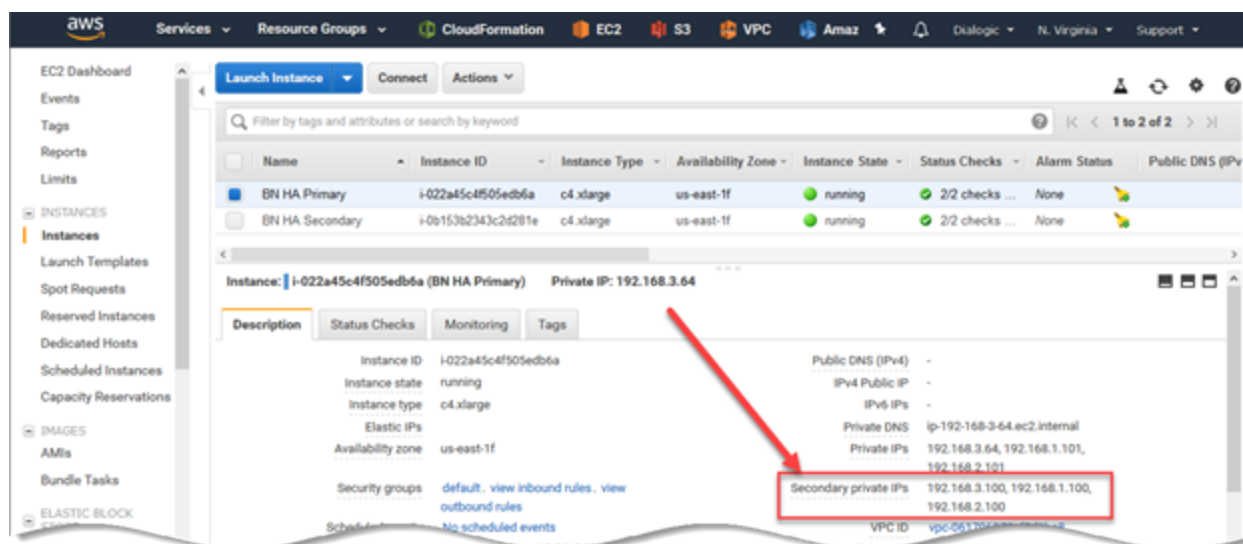 aws Services Resource Groups CloudFormation EC2 S3 VPC Amaz Dialogic N. Virginia Support
EC2 Dashboard
Events
Tags
Reports
Limits
INSTANCES
Instances
Launch Templates
Spot Requests
Reserved Instances
Dedicated Hosts
Scheduled Instances
Capacity Reservations
IMAGES
AMIs
Bundle Tasks
ELASTIC BLOCK
Launch Instance Connect Actions
Filter by tags and attributes or search by keyword 1 to 2 of 2
Name Instance ID Instance Type Availability Zone Instance State Status Checks Alarm Status Public DNS (IPv
BN HA Primary i-022a45c4f505edb6a c4.xlarge us-east-1f running 2/2 checks ... None
BN HA Secondary i-0b153b2343c2d281e c4.xlarge us-east-1f running 2/2 checks ... None
Instance: i-022a45c4f505edb6a (BN HA Primary) Private IP: 192.168.3.64
Description Status Checks Monitoring Tags
Instance ID i-022a45c4f505edb6a
Instance state running
Instance type c4.xlarge
Elastic IPs
Availability zone us-east-1f
Security groups default. view inbound rules. view
outbound rules
No scheduled events
Public DNS (IPv4) -
IPv4 Public IP -
IPv6 IPs -
Private DNS ip-192-168-3-64.ec2.internal
Private IPs 192.168.3.64, 192.168.1.101,
192.168.2.101
Secondary private IPs 192.168.3.100, 192.168.1.100,
192.168.2.100
VPC ID